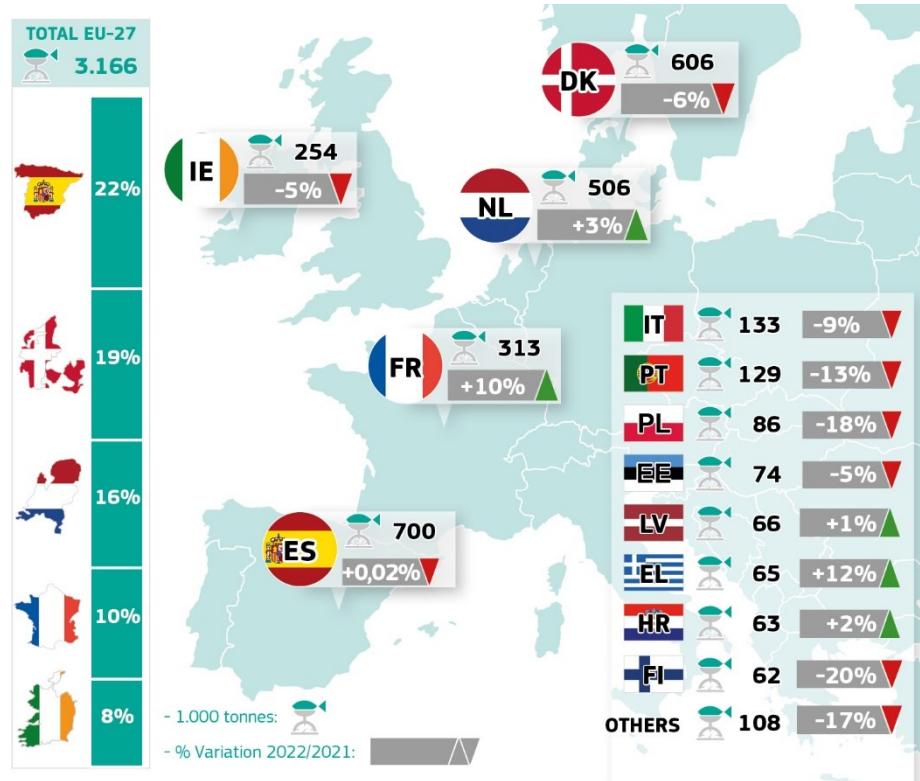 TOTAL EU-27
3.166
22%
19%
16%
10%
8%
DK
606
-6%
IE
254
-5%
NL
506
+3%
FR
313
+10%
ES
700
+0,02%
IT 133 -9%
PT 129 -13%
PL 86 -18%
EE 74 -5%
LV 66 +1%
EL 65 +12%
HR 63 +2%
FI 62 -20%
OTHERS 108 -17%
- 1.000 tonnes:
- % Variation 2022/2021: